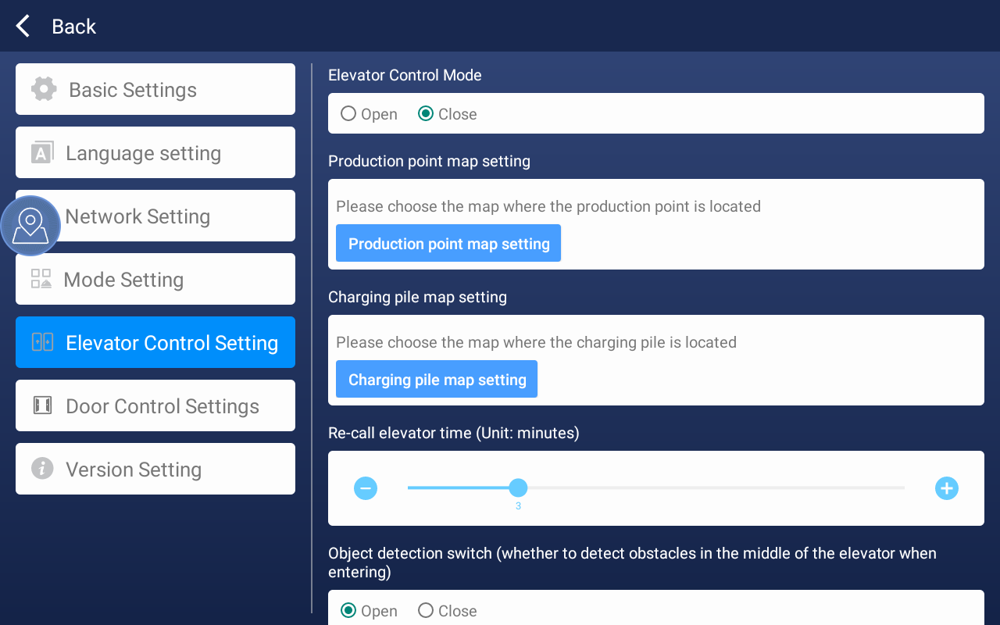 Back
Basic Settings
Language setting
Network Setting
Mode Setting
Elevator Control Setting
Door Control Settings
Version Setting
Elevator Control Mode
Open
Close
Production point map setting
Please choose the map where the production point is located
Production point map setting
Charging pile map setting
Please choose the map where the charging pile is located
Charging pile map setting
Re-call elevator time (Unit: minutes)
3
Object detection switch (whether to detect obstacles in the middle of the elevator when
entering)
Open
Close